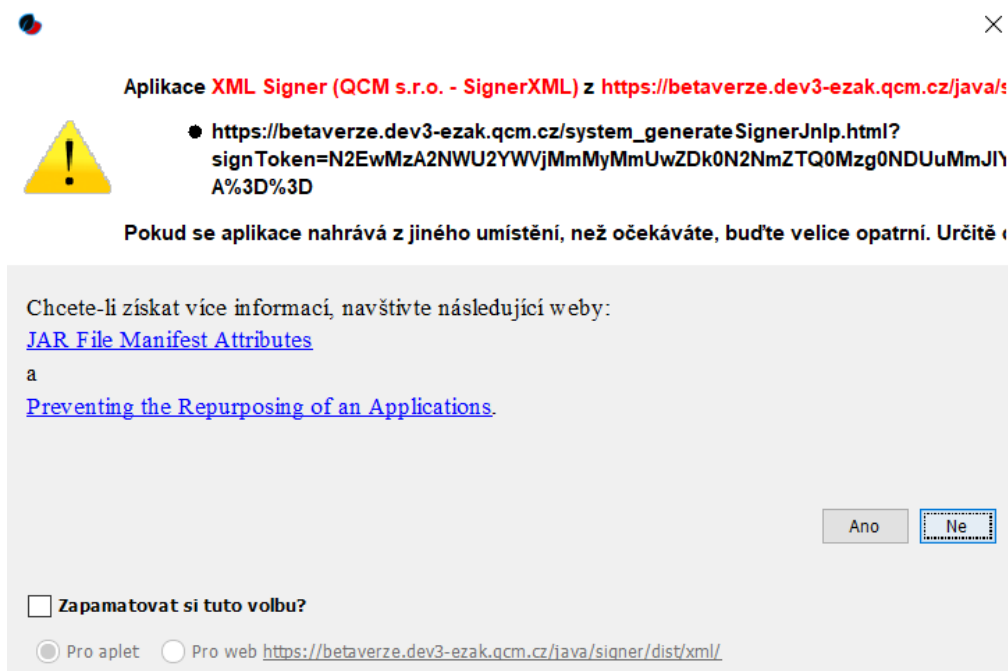 Aplikace XML Signer (QCM s.r.o. - SignerXML) z https://betaverze.dev3-ezak.qcm.cz/java/s
https://betaverze.dev3-ezak.qcm.cz/system_generateSignerJnlp.html?
signToken=N2EwMzA2NWU2YWVjMmMyMmUwZDk0N2NmZTQ0Mzg0NDUuMmJlY
A%3D%3D
Pokud se aplikace nahrává z jiného umístění, než očekáváte, buďte velice opatrní. Určitě
Chcete-li získat více informací, navštivte následující weby:
JAR File Manifest Attributes
a
Preventing the Repurposing of an Applications.
Ano Ne
Zapamatovat si tuto volbu?
Pro aplet Pro web https://betaverze.dev3-ezak.qcm.cz/java/signer/dist/xml/